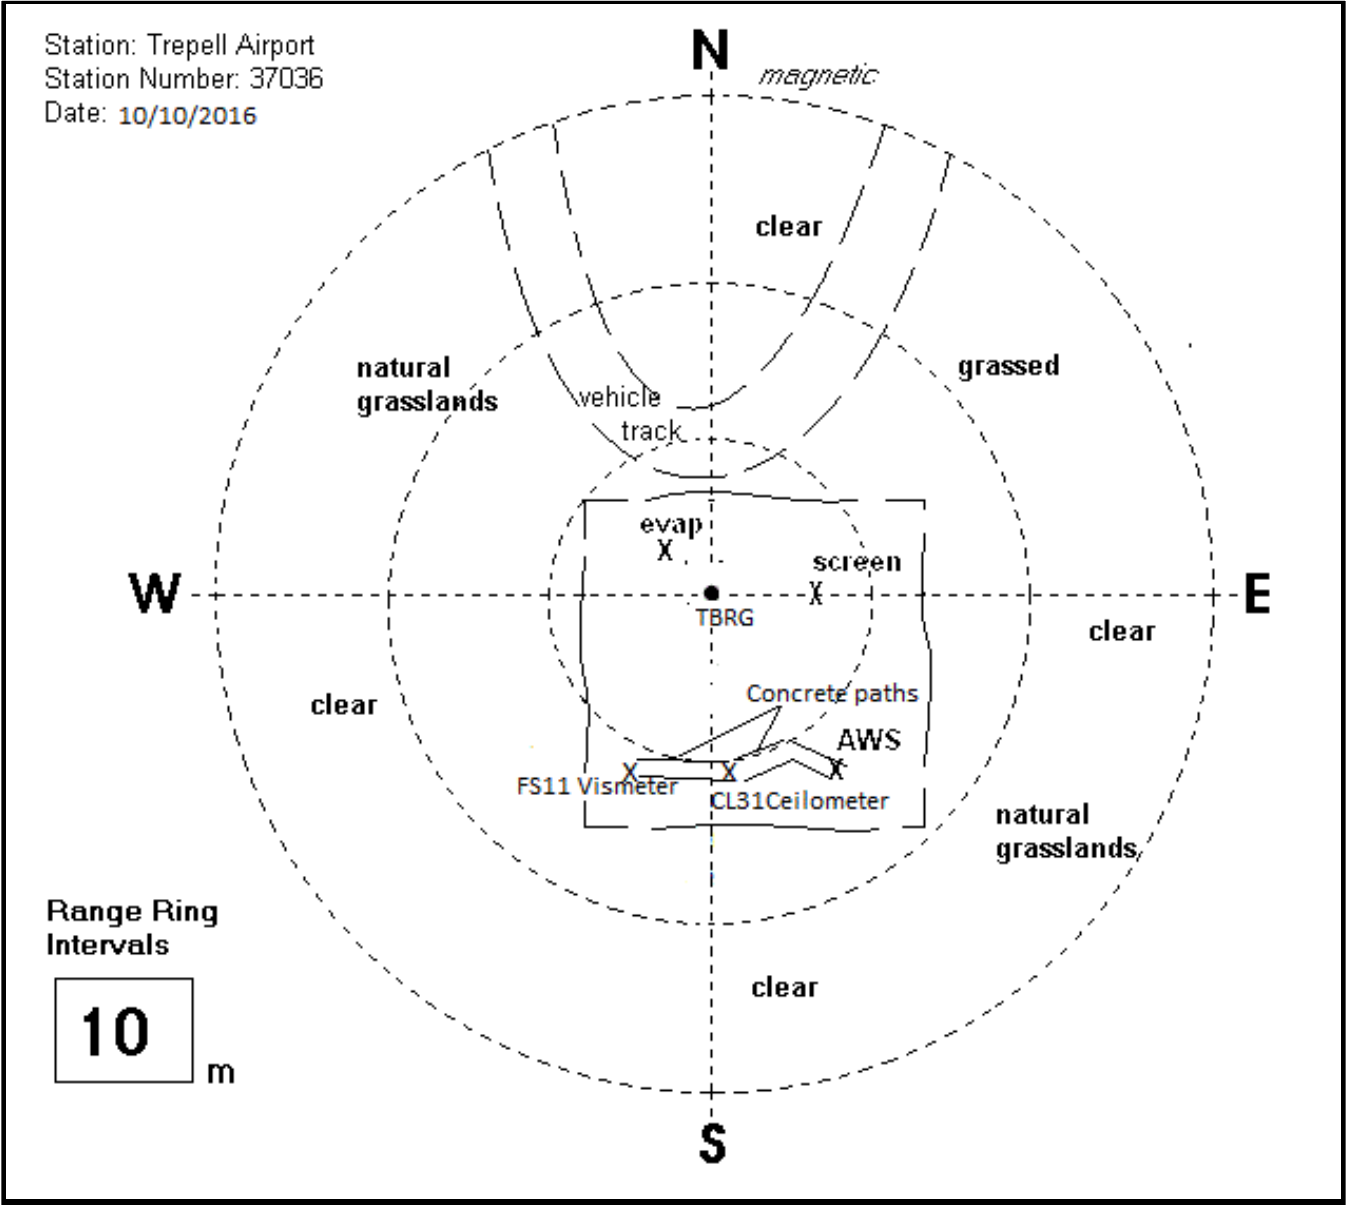 Station: Trepell Airport
Station Number: 37036
Date: 10/10/2016
N
magnetic
clear
natural
grasslands
grassed
vehicle
track
evap
screen
W
E
TBRG
clear
clear
Concrete paths
AWS
FS11 Vismeter
CL31Ceilometer
natural
grasslands
Range Ring
Intervals
10
m
clear
S